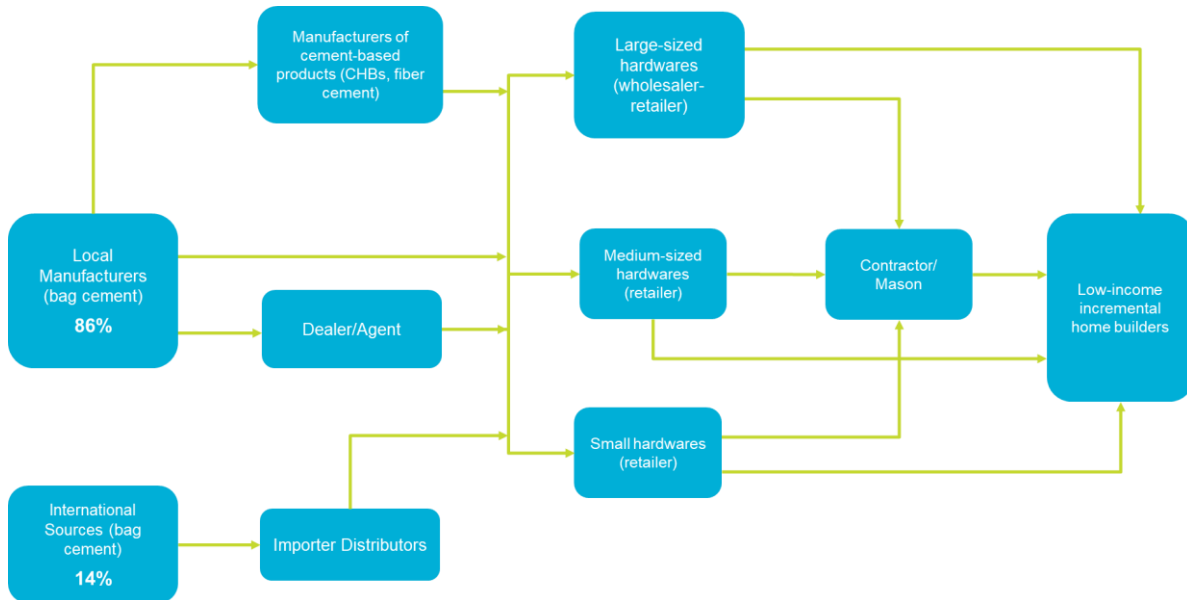 Manufacturers of
cement-based
products (CHBs, fiber
cement)
Large-sized
hardwares
(wholesaler-
retailer)
Local
Manufacturers
(bag cement)
86%
Medium-sized
hardwares
(retailer)
Contractor/
Mason
Low-income
incremental
home builders
Dealer/Agent
Small hardwares
(retailer)
International
Sources (bag
cement)
14%
Importer Distributors